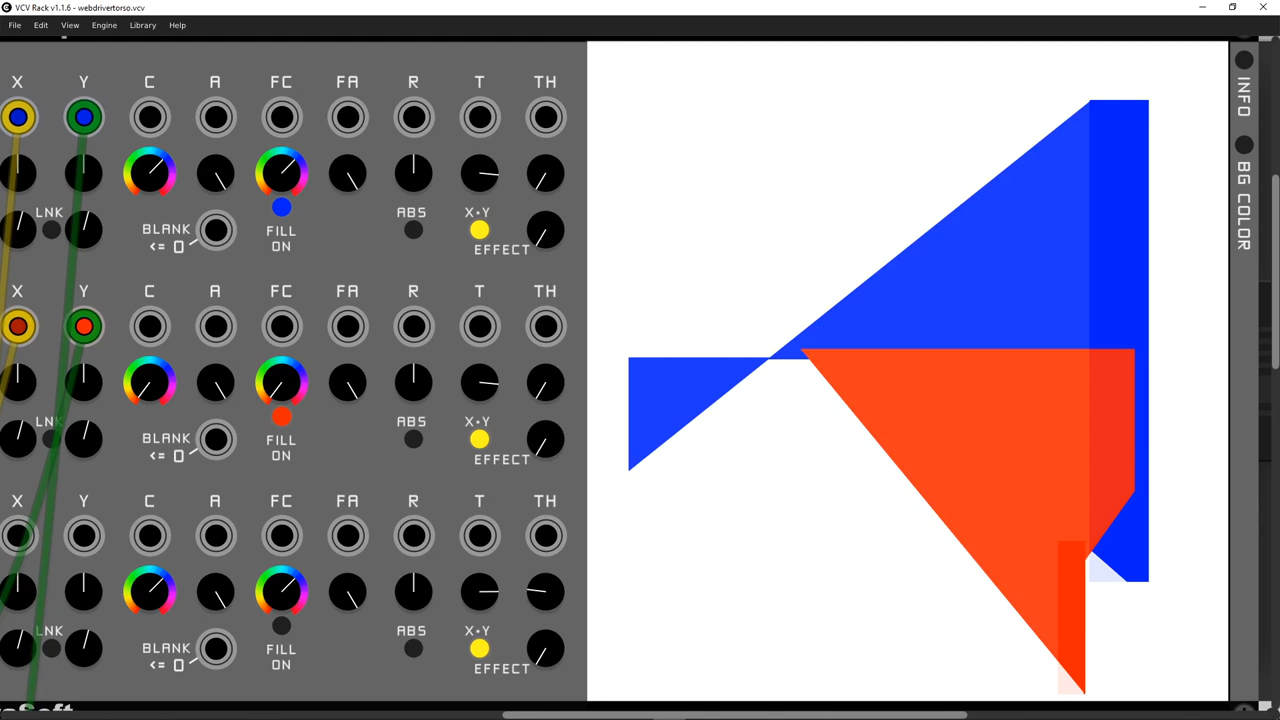 VCV Rack v1.1.6 - webdrivertorso.vcv
File Edit View Engine Library Help
X Y C A FC FA R T TH
LNK BLANK <= 0 FILL ON ABS X•Y EFFECT
X Y C A FC FA R T TH
LNK BLANK <= 0 FILL ON ABS X•Y EFFECT
X Y C A FC FA R T TH
LNK BLANK <= 0 FILL ON ABS X•Y EFFECT
INFO
BG COLOR